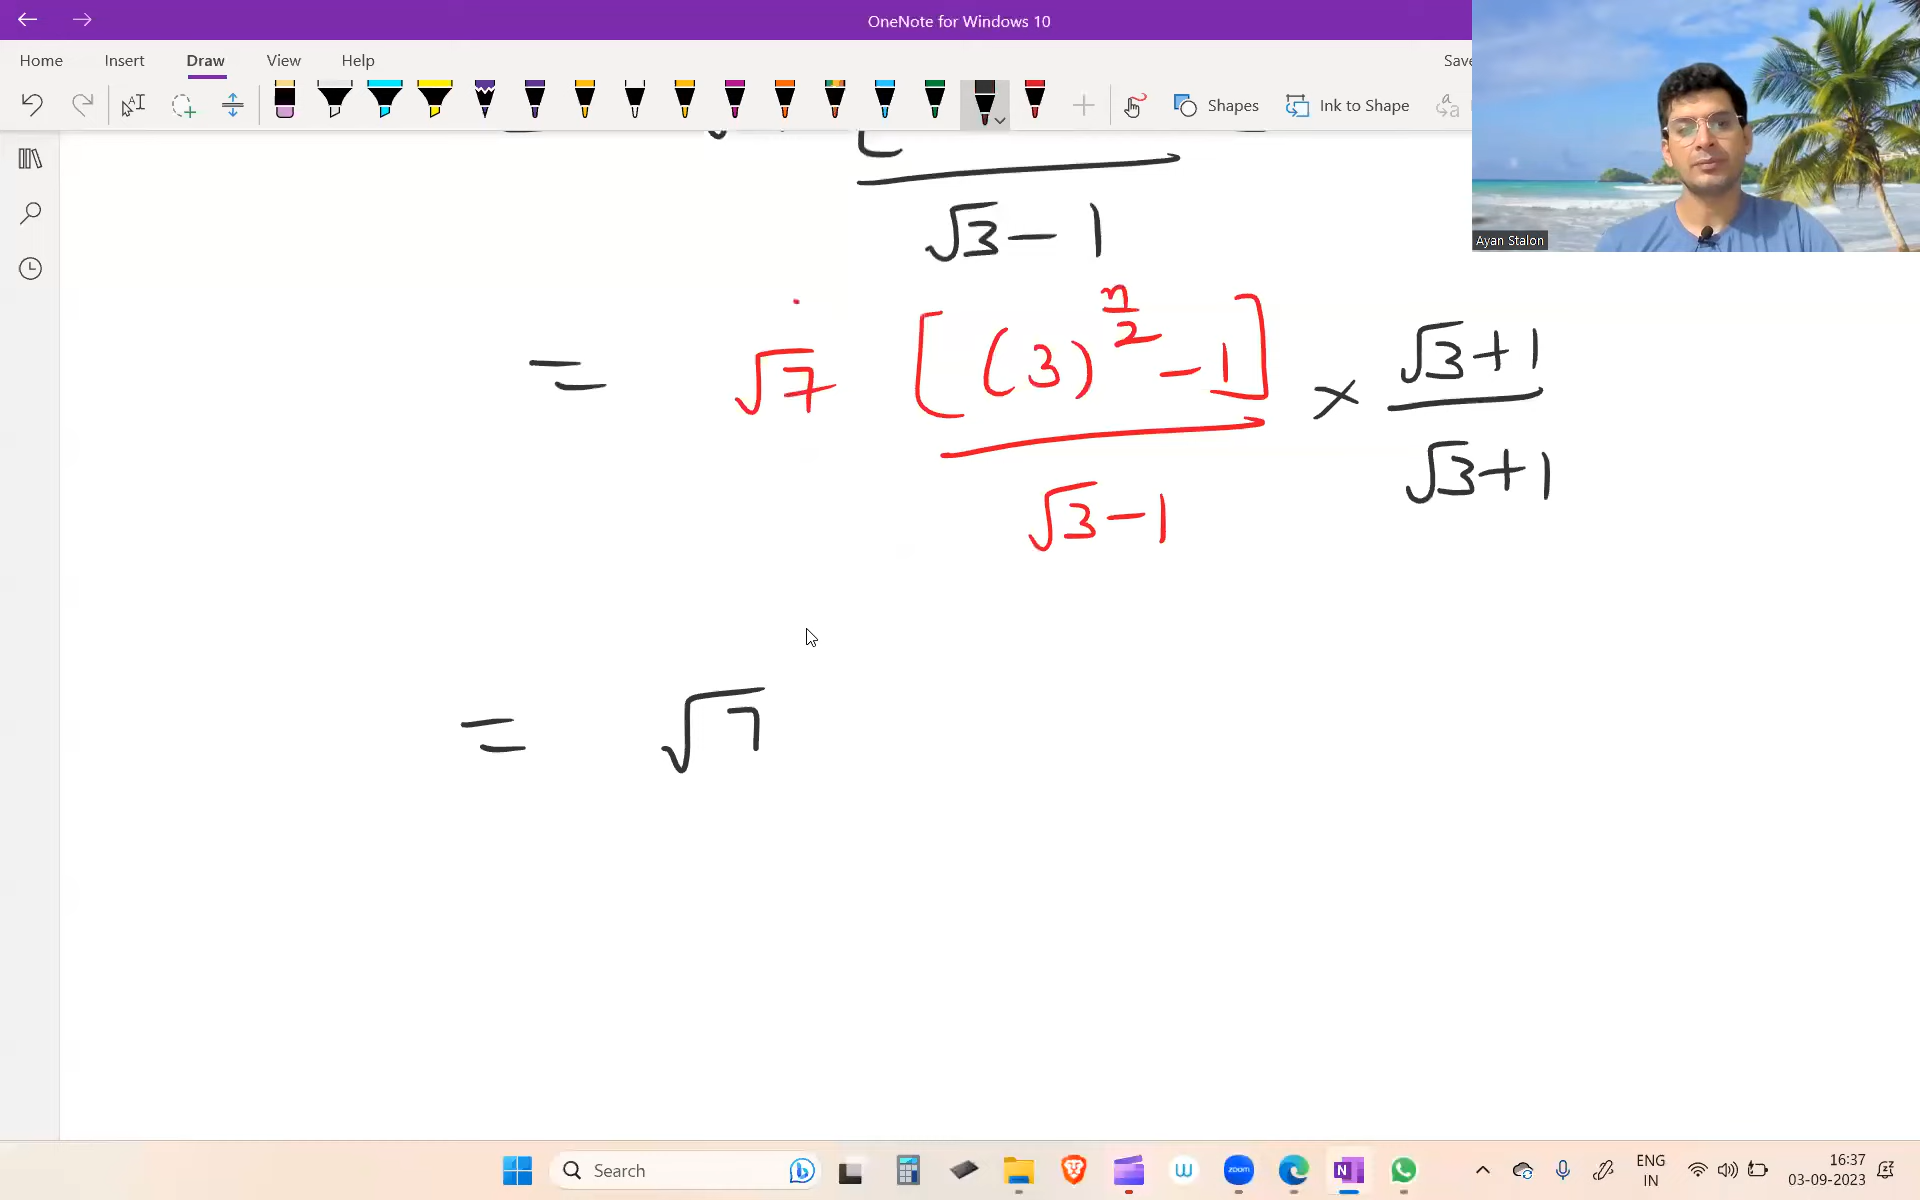 OneNote for Windows 10
Home Insert Draw View Help Save
Shapes Ink to Shape
√3 - 1
= √7 [(3)^n/2 - 1] × √3+1
√3-1 √3+1
= √7
Ayan Stalon
Search
zoom
ENG
IN
16:37
03-09-2023